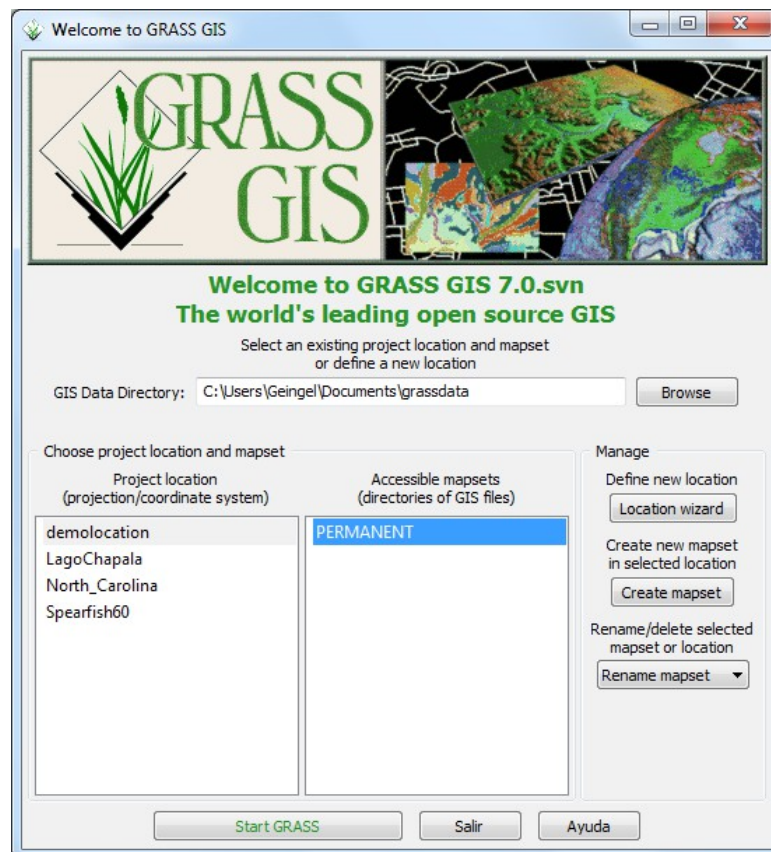 Welcome to GRASS GIS
GRASS
GIS
Welcome to GRASS GIS 7.0.svn
The world's leading open source GIS
Select an existing project location and mapset
or define a new location
GIS Data Directory: C:\Users\Geingel\Documents\grassdata Browse
Choose project location and mapset
Project location
(projection/coordinate system)
demolocation
LagoChapala
North_Carolina
Spearfish60
Accessible mapsets
(directories of GIS files)
PERMANENT
Manage
Define new location
Location wizard
Create new mapset
in selected location
Create mapset
Rename/delete selected
mapset or location
Rename mapset
Start GRASS Salir Ayuda